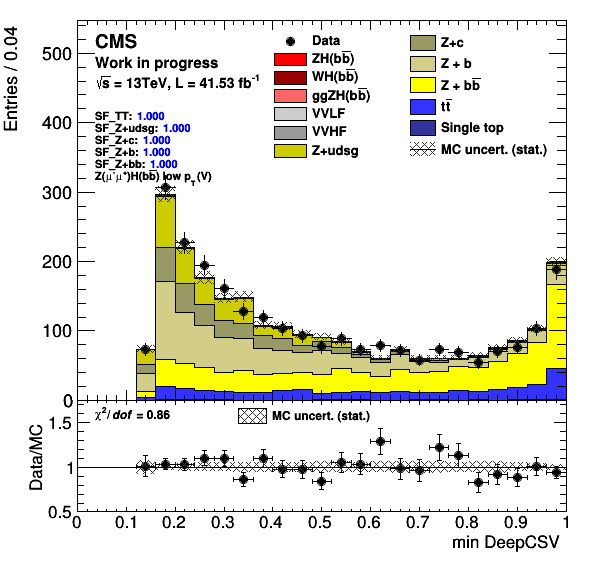 Entries / 0.04
500
400
300
200
100
0
CMS
Work in progress
√s = 13TeV, L = 41.53 fb⁻¹
SF_TT: 1.000
SF_Z+udsg: 1.000
SF_Z+c: 1.000
SF_Z+b: 1.000
SF_Z+bb: 1.000
Z(μ⁻μ⁺)H(bb̅) low p_T(V)
Data
ZH(bb̅)
WH(bb̅)
ggZH(bb̅)
VVLF
VVHF
Z+udsg
Z+c
Z + b
Z + bb̅
tt̅
Single top
MC uncert. (stat.)
Data/MC
1.5
1
0.5
χ²/dof = 0.86
MC uncert. (stat.)
0 0.1 0.2 0.3 0.4 0.5 0.6 0.7 0.8 0.9 1
min DeepCSV